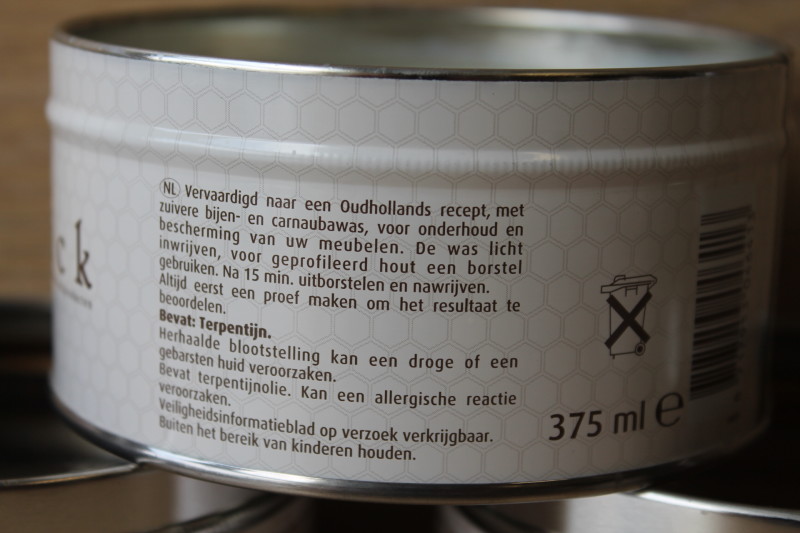 ck
NL Vervaardigd naar een Oudhollands recept, met
zuivere bijen- en carnaubawas, voor onderhoud en
bescherming van uw meubelen. De was licht
inwrijven, voor geprofileerd hout een borstel
gebruiken. Na 15 min. uitborstelen en nawrijven.
Altijd eerst een proef maken om het resultaat te
beoordelen.
Bevat: Terpentijn.
Herhaalde blootstelling kan een droge of een
gebarsten huid veroorzaken.
Bevat terpentijnolie. Kan een allergische reactie
veroorzaken.
Veiligheidsinformatieblad op verzoek verkrijgbaar.
Buiten het bereik van kinderen houden.
375 ml e